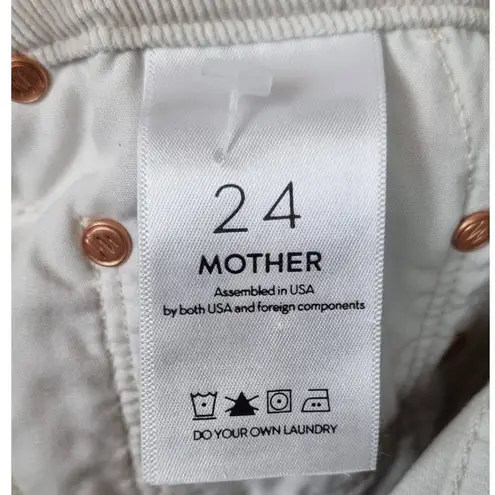 24
MOTHER
Assembled in USA
by both USA and foreign components
DO YOUR OWN LAUNDRY